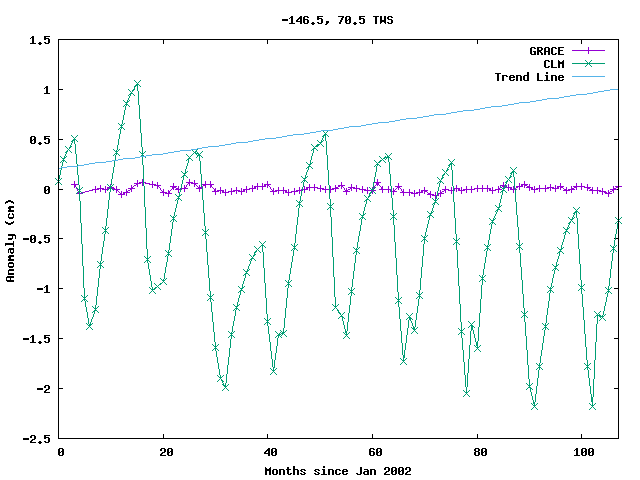 -146.5, 70.5 TWS
GRACE
CLM
Trend Line
1.5
1
0.5
0
-0.5
-1
-1.5
-2
-2.5
Anomaly (cm)
0 20 40 60 80 100
Months since Jan 2002